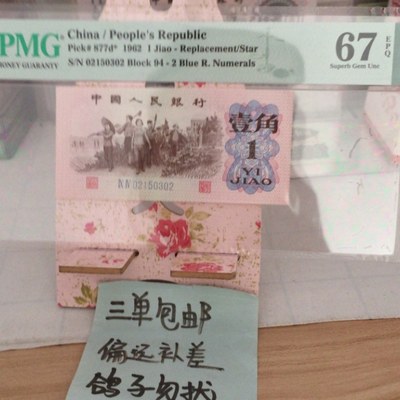 PMG China / People's Republic
Pick# 877d* 1962 1 Jiao - Replacement/Star
MONEY GUARANTY S/N 02150302 Block 94 - 2 Blue R. Numerals
67 EPQ
Superb Gem Unc
中国人民银行
壹角
1
YI
JIAO
02150302
三单包邮
偏远补差
鸽子勿扰